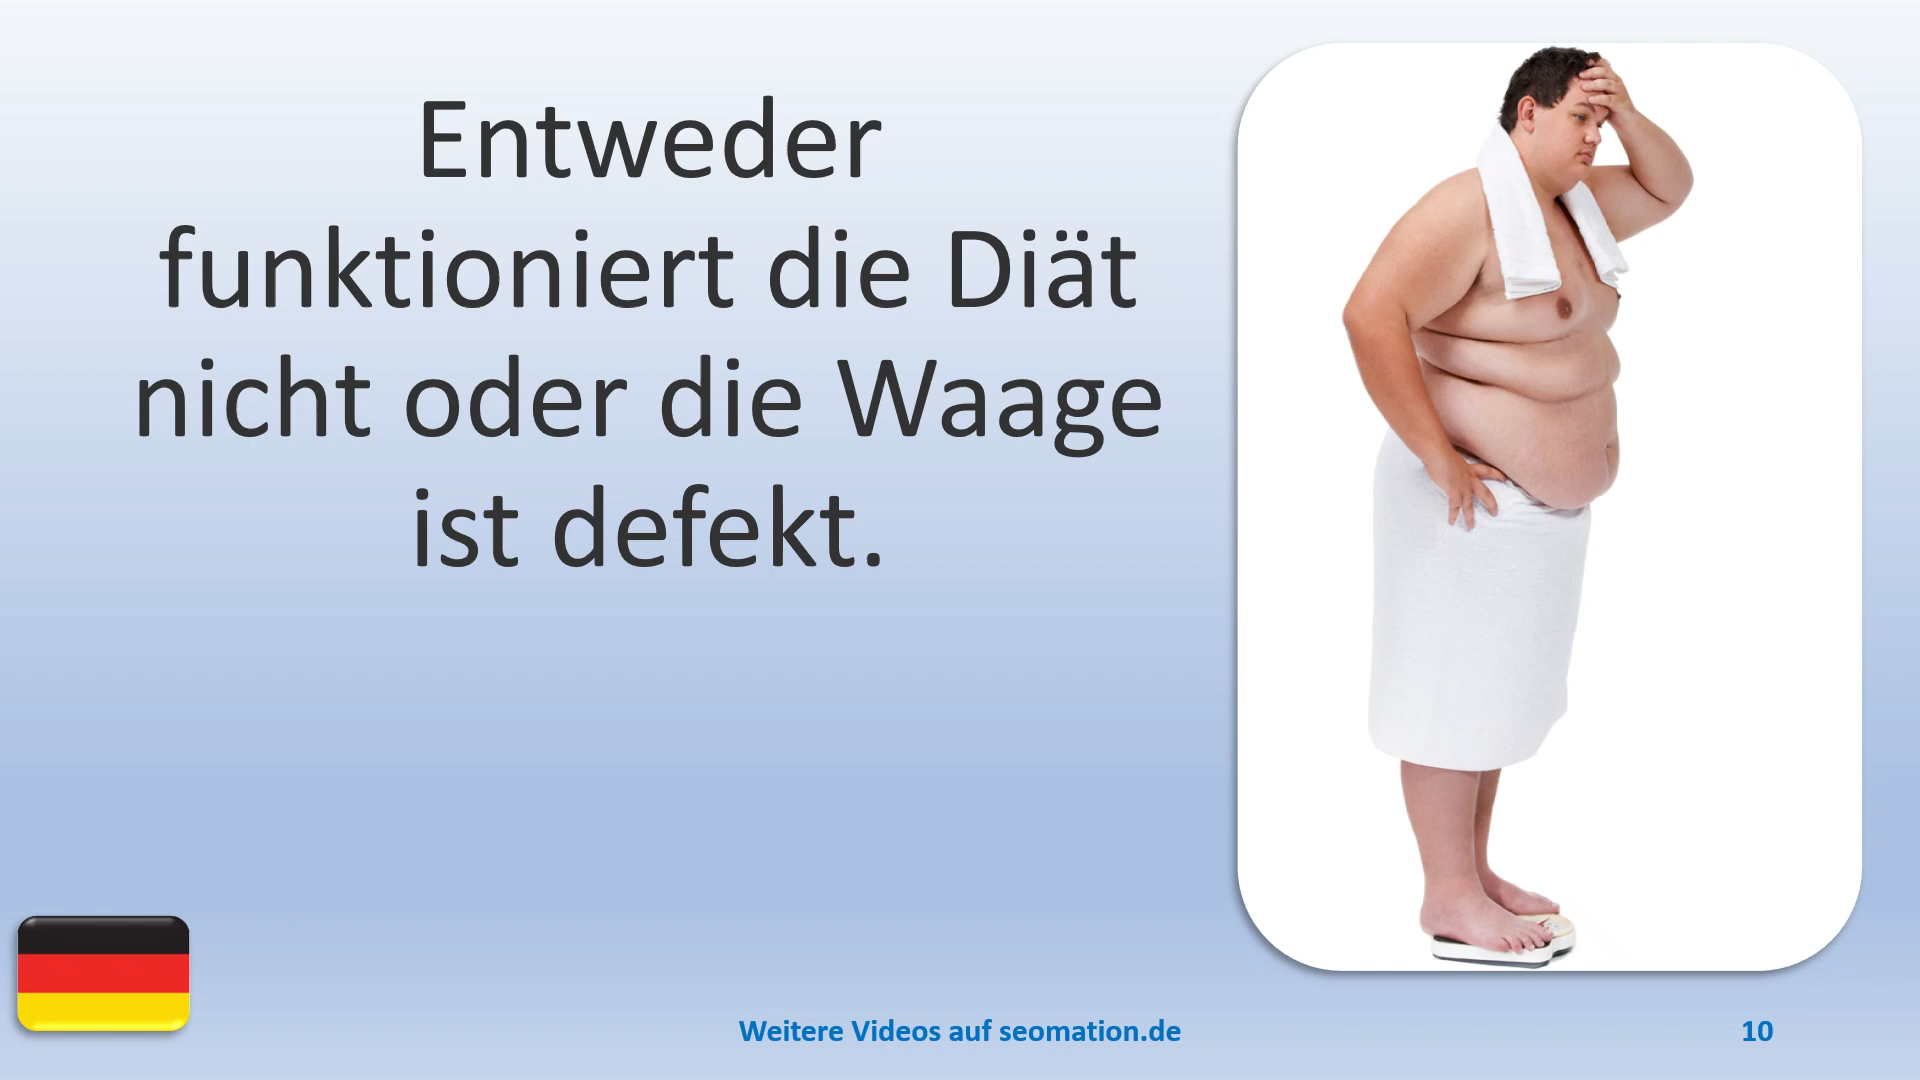 Entweder
funktioniert die Diät
nicht oder die Waage
ist defekt.
Weitere Videos auf seomation.de
10